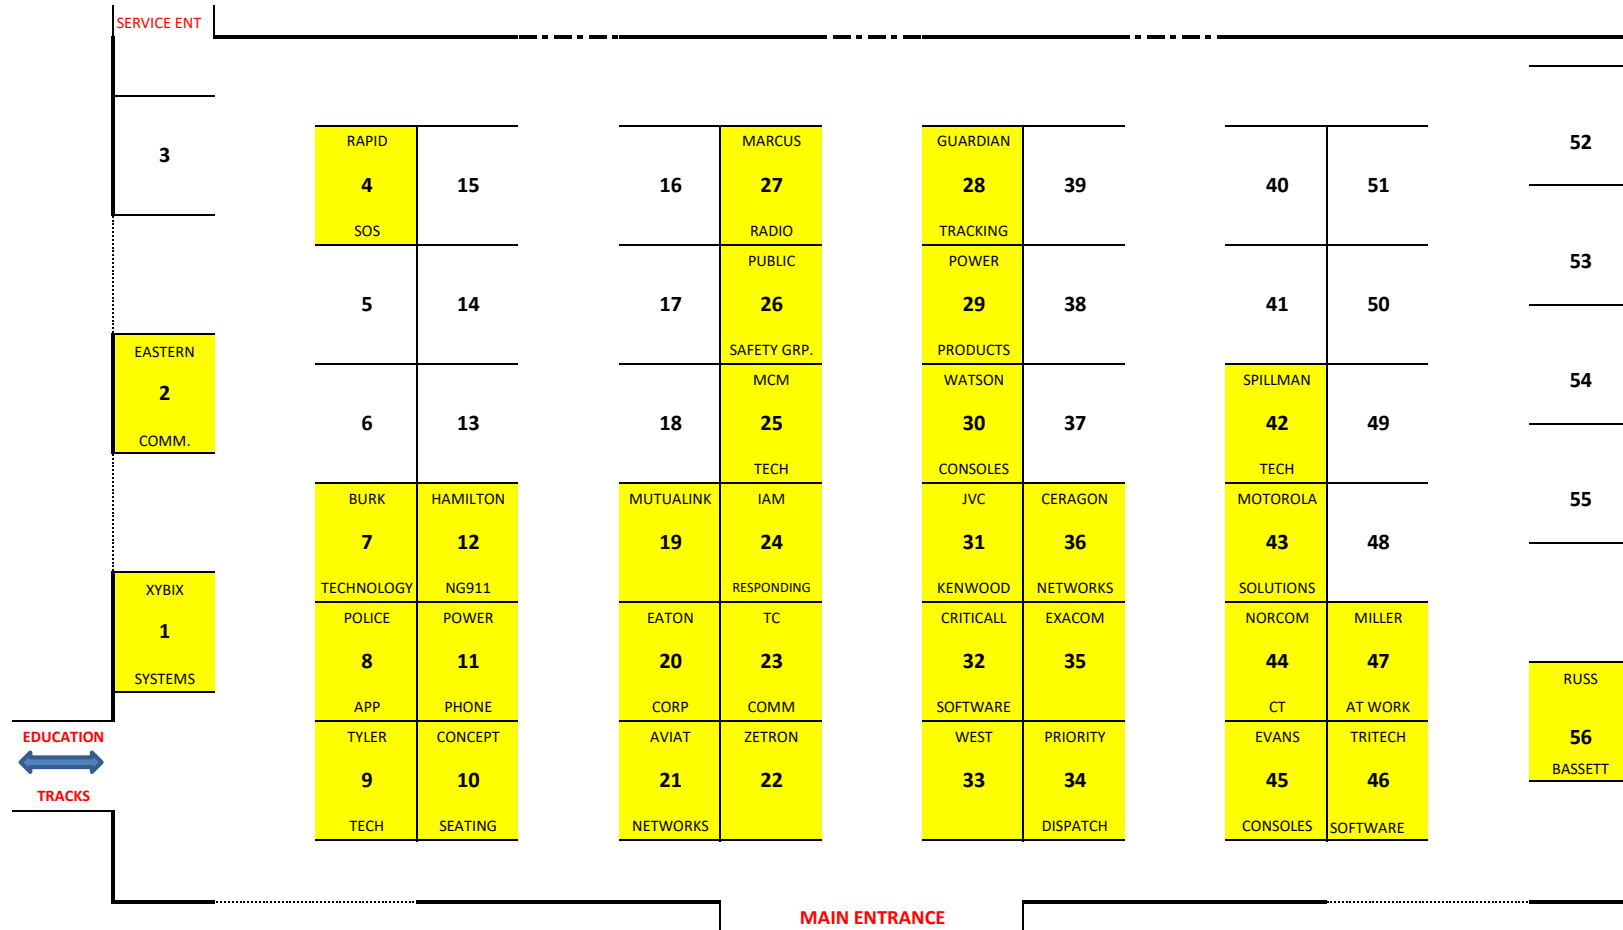 SERVICE ENT
3
EASTERN
2
COMM.
XYBIX
1
SYSTEMS
EDUCATION
TRACKS
RAPID
4
SOS
15
5
14
6
13
BURK
7
TECHNOLOGY
HAMILTON
12
NG911
POLICE
8
APP
POWER
11
PHONE
TYLER
9
TECH
CONCEPT
10
SEATING
16
MARCUS
27
RADIO
17
PUBLIC
26
SAFETY GRP.
18
MCM
25
TECH
MUTUALINK
19
IAM
24
RESPONDING
EATON
20
CORP
TC
23
COMM
AVIAT
21
NETWORKS
ZETRON
22
GUARDIAN
28
TRACKING
39
POWER
29
PRODUCTS
38
WATSON
30
CONSOLES
37
JVC
31
KENWOOD
CERAGON
36
NETWORKS
CRITICALL
32
SOFTWARE
EXACOM
35
WEST
33
PRIORITY
34
DISPATCH
40
51
41
50
SPILLMAN
42
TECH
49
MOTOROLA
43
SOLUTIONS
48
NORCOM
44
CT
MILLER
47
AT WORK
EVANS
45
CONSOLES
TRITECH
46
SOFTWARE
52
53
54
55
RUSS
56
BASSETT
MAIN ENTRANCE